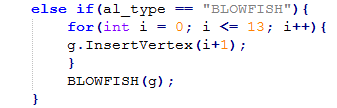 else if(al_type == "BLOWFISH"){
for(int i = 0; i <= 13; i++){
g.InsertVertex(i+1);
}
BLOWFISH(g);
}